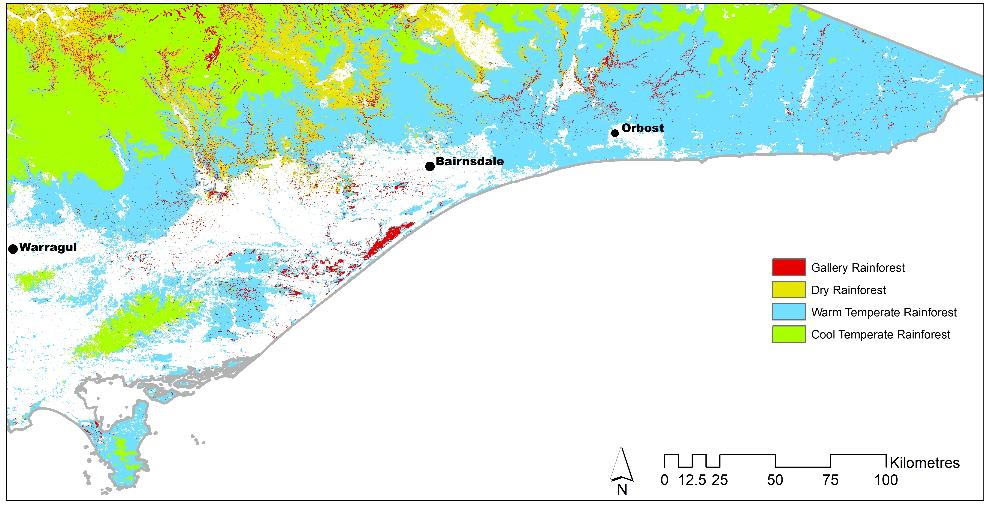 Orbost
Bairnsdale
Warragul
Gallery Rainforest
Dry Rainforest
Warm Temperate Rainforest
Cool Temperate Rainforest
N
Kilometres
0 12.5 25 50 75 100